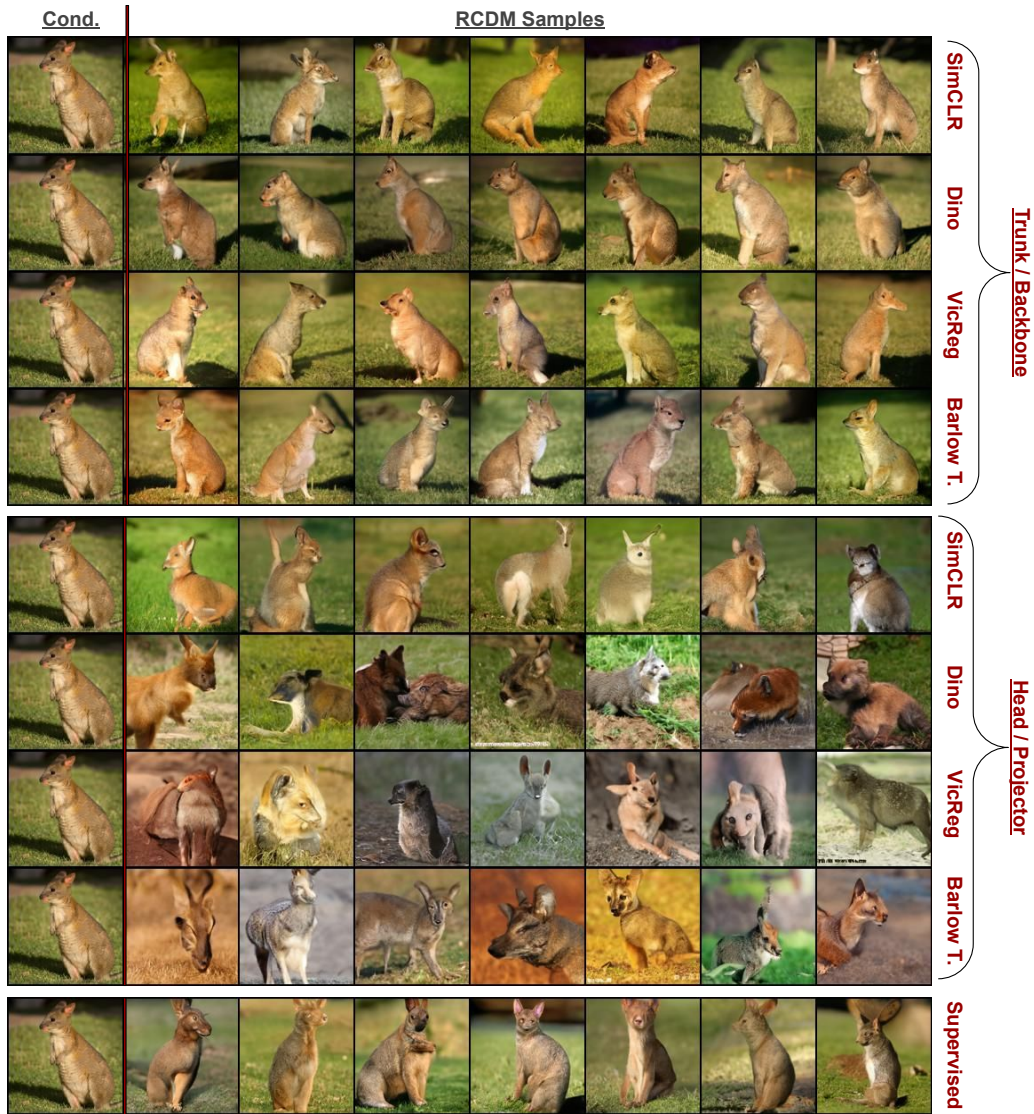 Cond.
RCDM Samples
SimCLR
Dino
VicReg
Barlow T.
Trunk / Backbone
SimCLR
Dino
VicReg
Barlow T.
Head / Projector
Supervised